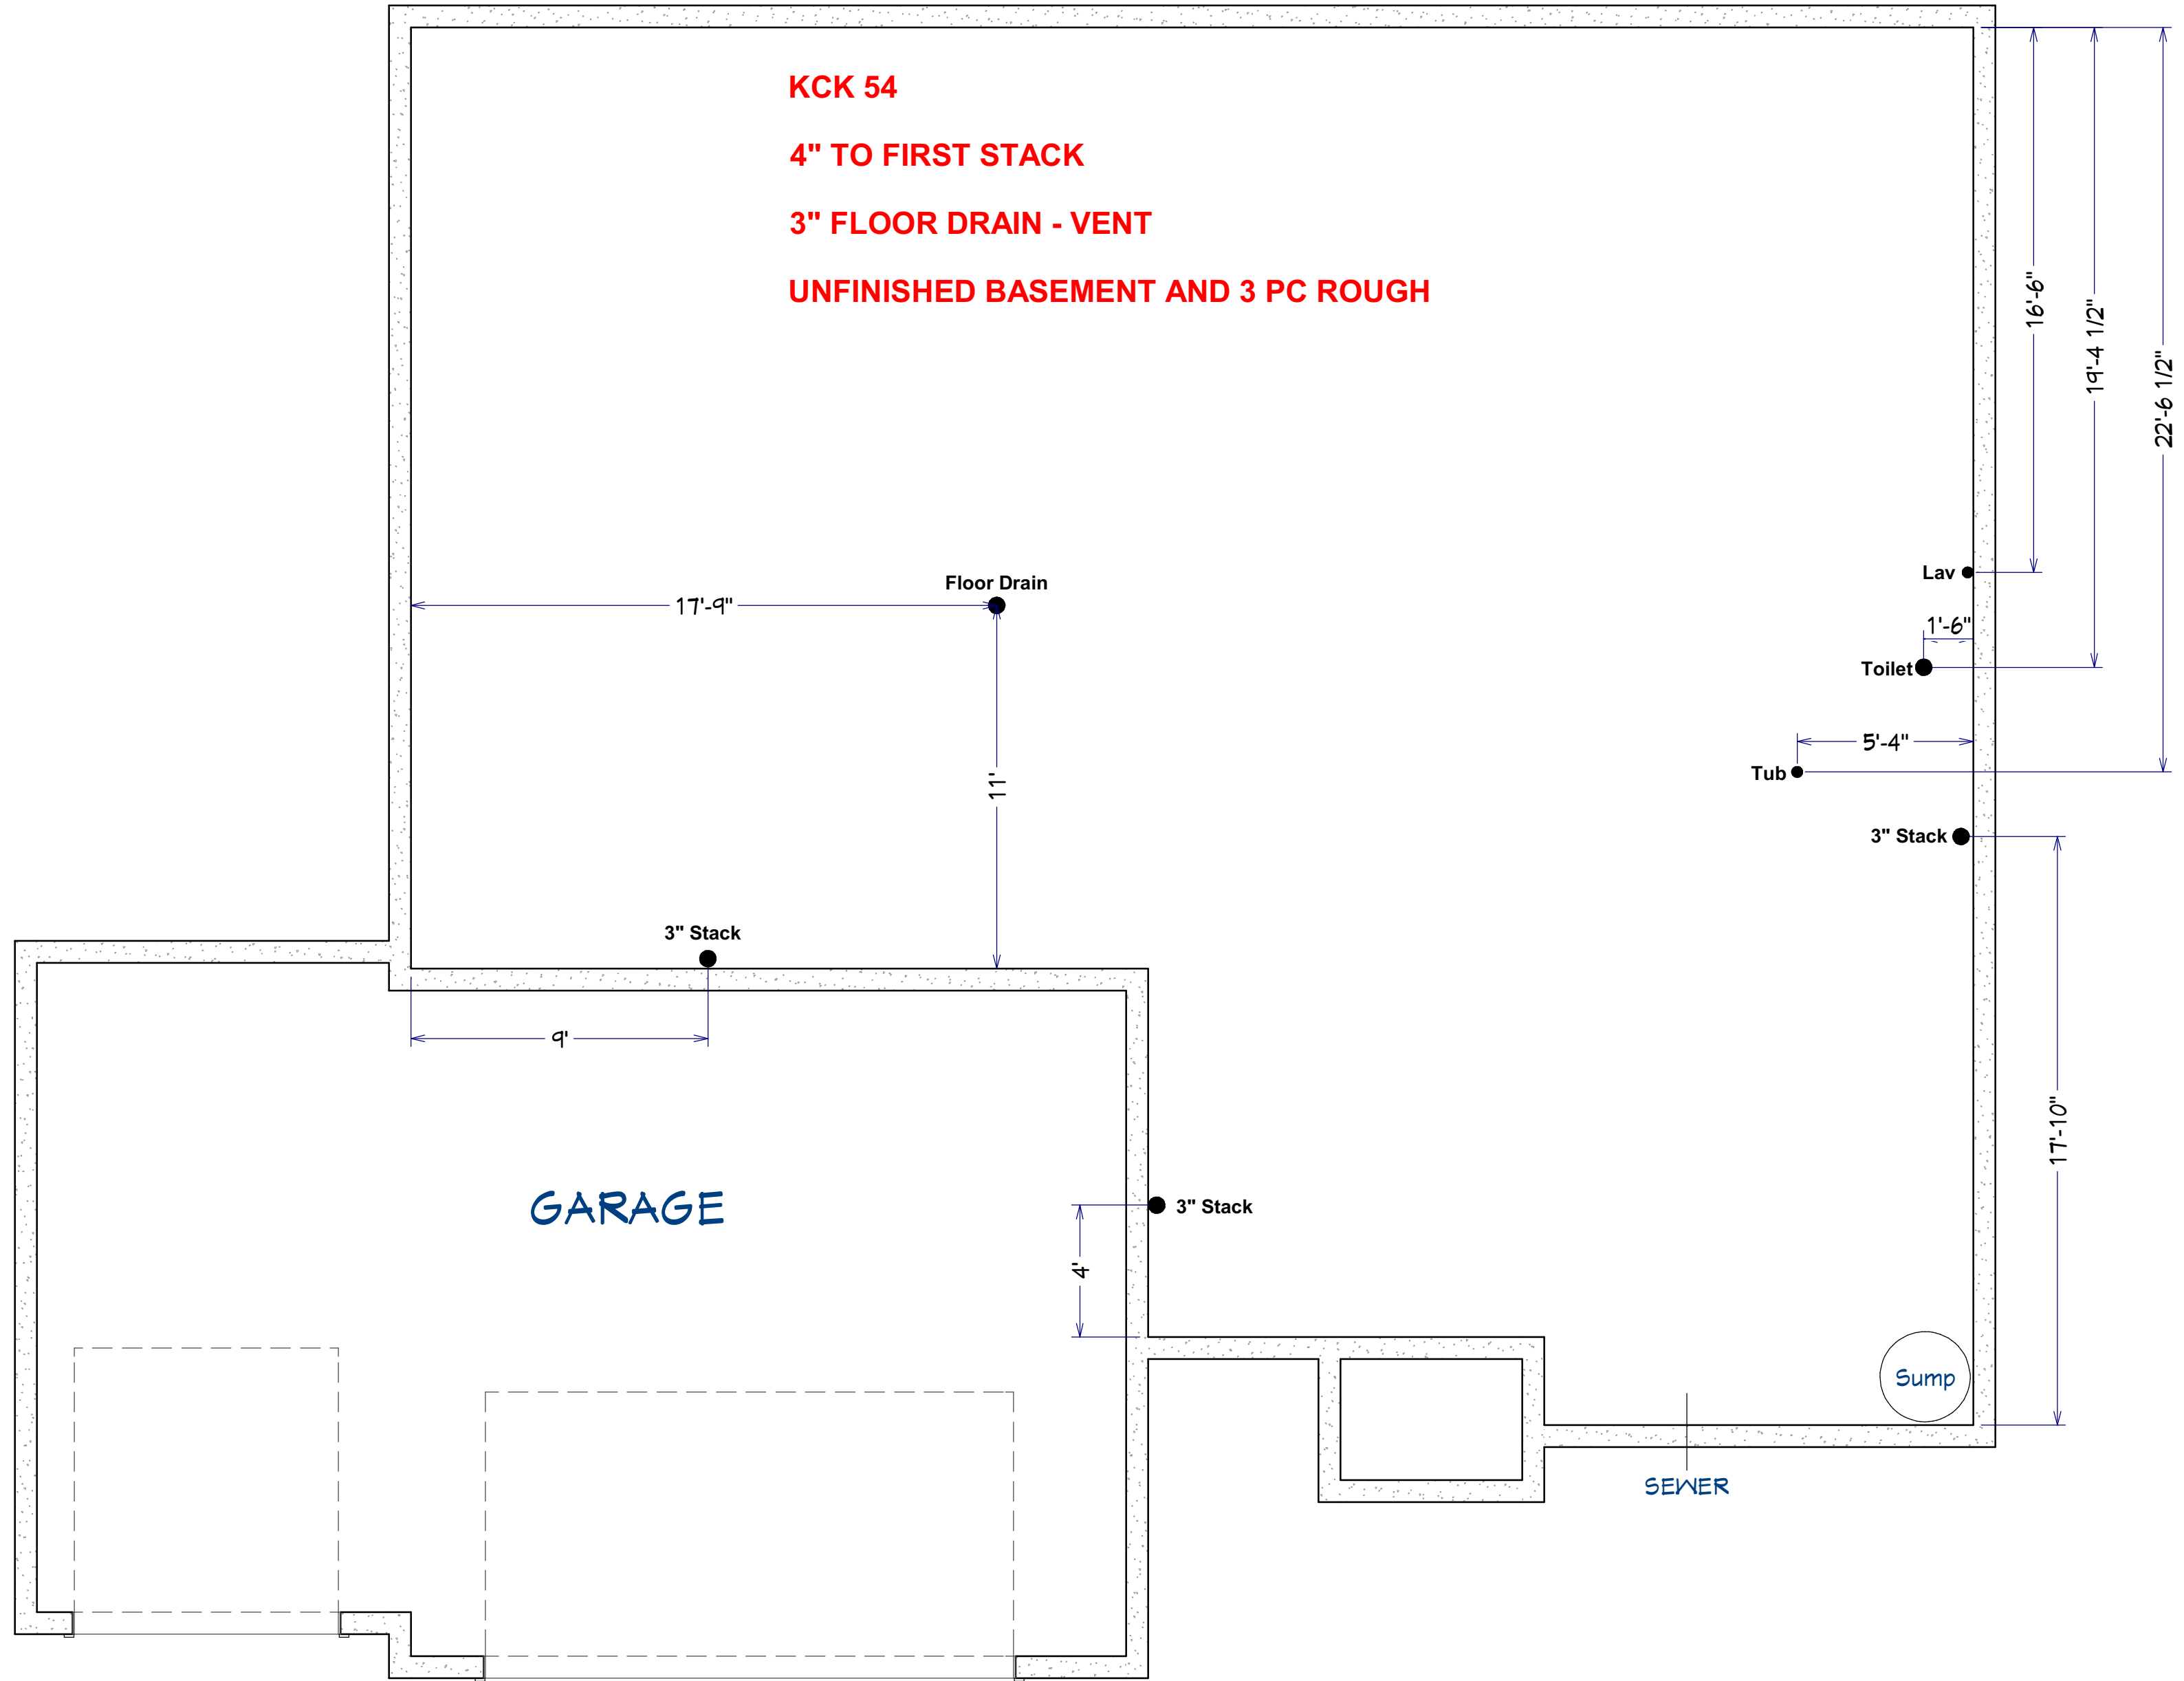 KCK 54
4" TO FIRST STACK
3" FLOOR DRAIN - VENT
UNFINISHED BASEMENT AND 3 PC ROUGH
16'-6"
19'-4 1/2"
22'-6 1/2"
Floor Drain
17'-9"
Lav
1'-6"
Toilet
5'-4"
Tub
11'
3" Stack
3" Stack
9'
17'-10"
GARAGE
3" Stack
4'
Sump
SEWER